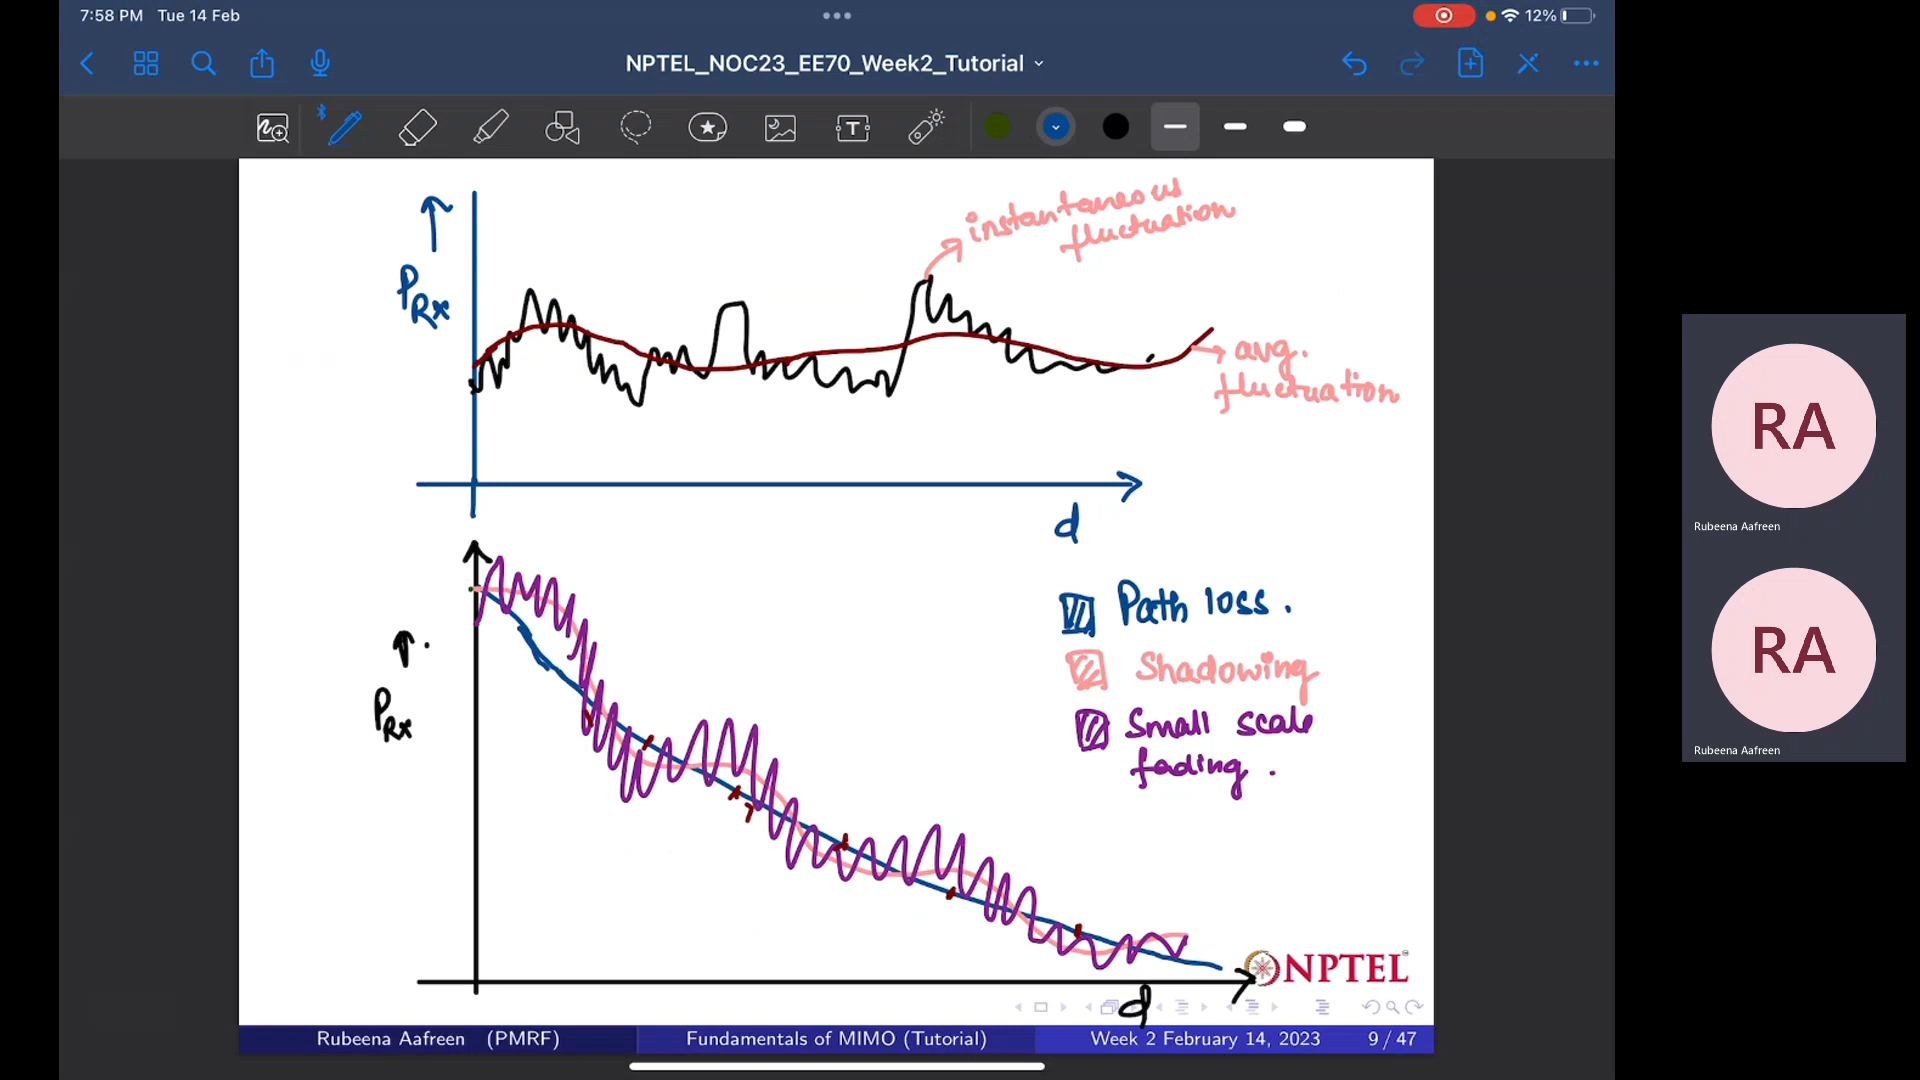 7:58 PM Tue 14 Feb
12%
NPTEL_NOC23_EE70_Week2_Tutorial
instantaneous
fluctuation
PRx
avg.
fluctuation
d
Path loss.
Shadowing
Small scale
fading.
PRx
d
NPTEL
Rubeena Aafreen (PMRF) Fundamentals of MIMO (Tutorial) Week 2 February 14, 2023 9 / 47
RA
Rubeena Aafreen
RA
Rubeena Aafreen